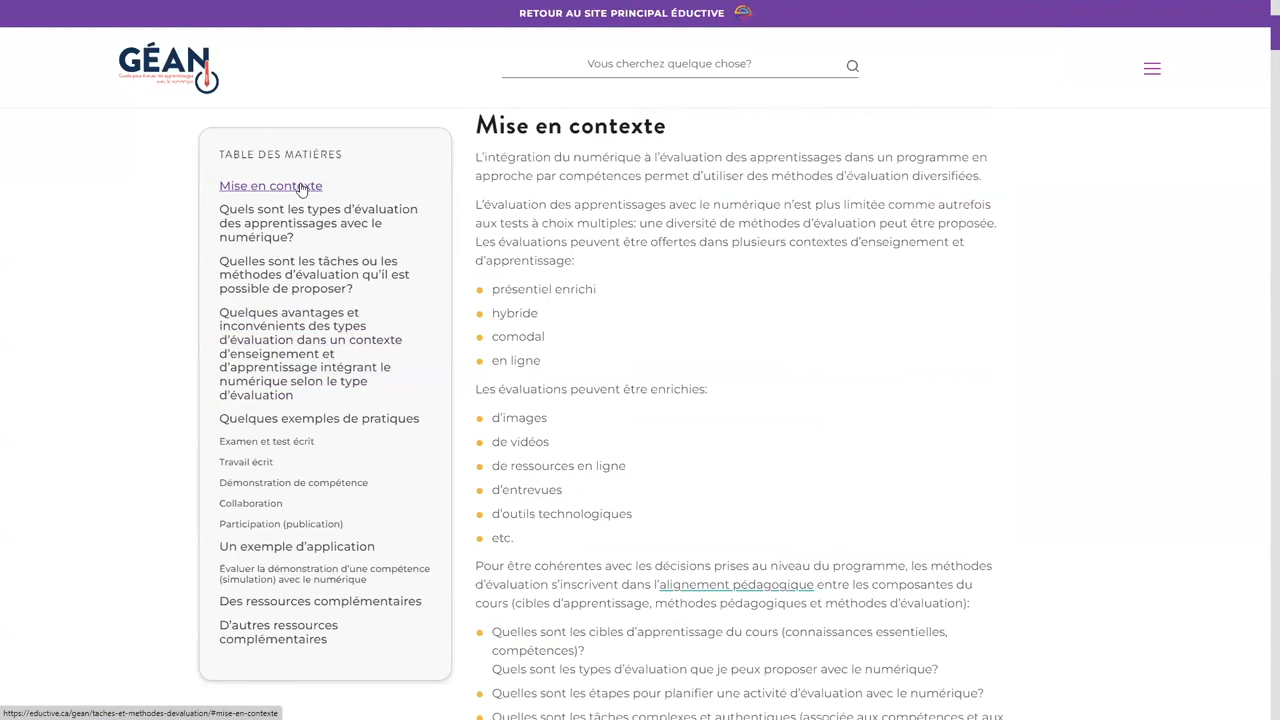 RETOUR AU SITE PRINCIPAL ÉDUCTIVE
GÉAN
Vous cherchez quelque chose?
TABLE DES MATIÈRES
Mise en contexte
Quels sont les types d’évaluation
des apprentissages avec le
numérique?
Quelles sont les tâches ou les
méthodes d’évaluation qu’il est
possible de proposer?
Quelques avantages et
inconvénients des types
d’évaluation dans un contexte
d’enseignement et
d’apprentissage intégrant le
numérique selon le type
d’évaluation
Quelques exemples de pratiques
Examen et test écrit
Travail écrit
Démonstration de compétence
Collaboration
Participation (publication)
Un exemple d’application
Évaluer la démonstration d’une compétence
(simulation) avec le numérique
Des ressources complémentaires
D’autres ressources
complémentaires
Mise en contexte
L’intégration du numérique à l’évaluation des apprentissages dans un programme en
approche par compétences permet d’utiliser des méthodes d’évaluation diversifiées.
L’évaluation des apprentissages avec le numérique n’est plus limitée comme autrefois
aux tests à choix multiples: une diversité de méthodes d’évaluation peut être proposée.
Les évaluations peuvent être offertes dans plusieurs contextes d’enseignement et
d’apprentissage:
présentiel enrichi
hybride
comodal
en ligne
Les évaluations peuvent être enrichies:
d’images
de vidéos
de ressources en ligne
d’entrevues
d’outils technologiques
etc.
Pour être cohérentes avec les décisions prises au niveau du programme, les méthodes
d’évaluation s’inscrivent dans l’alignement pédagogique entre les composantes du
cours (cibles d’apprentissage, méthodes pédagogiques et méthodes d’évaluation):
Quelles sont les cibles d’apprentissage du cours (connaissances essentielles,
compétences)?
Quels sont les types d’évaluation que je peux proposer avec le numérique?
Quelles sont les étapes pour planifier une activité d’évaluation avec le numérique?
Quelles sont les tâches complexes et authentiques (associée aux compétences et aux
https://eductive.ca/gean/taches-et-methodes-devaluation/#mise-en-contexte